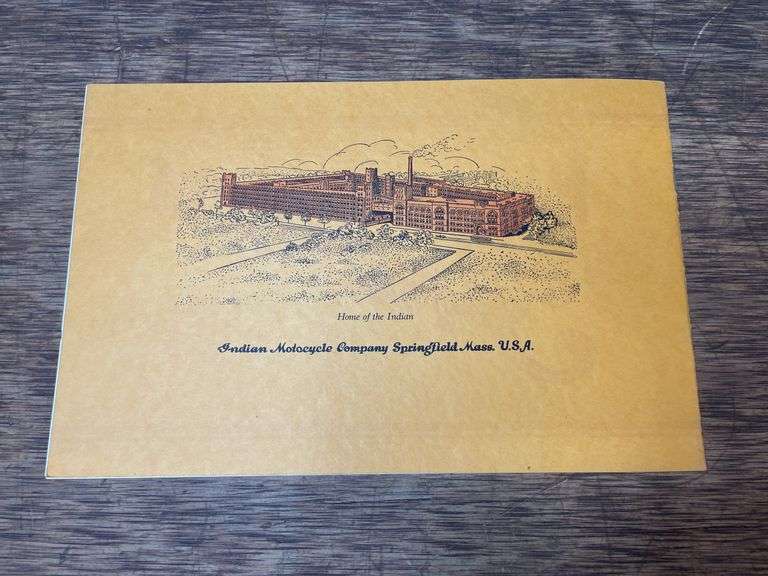 Home of the Indian
Indian Motocycle Company Springfield Mass. U.S.A.